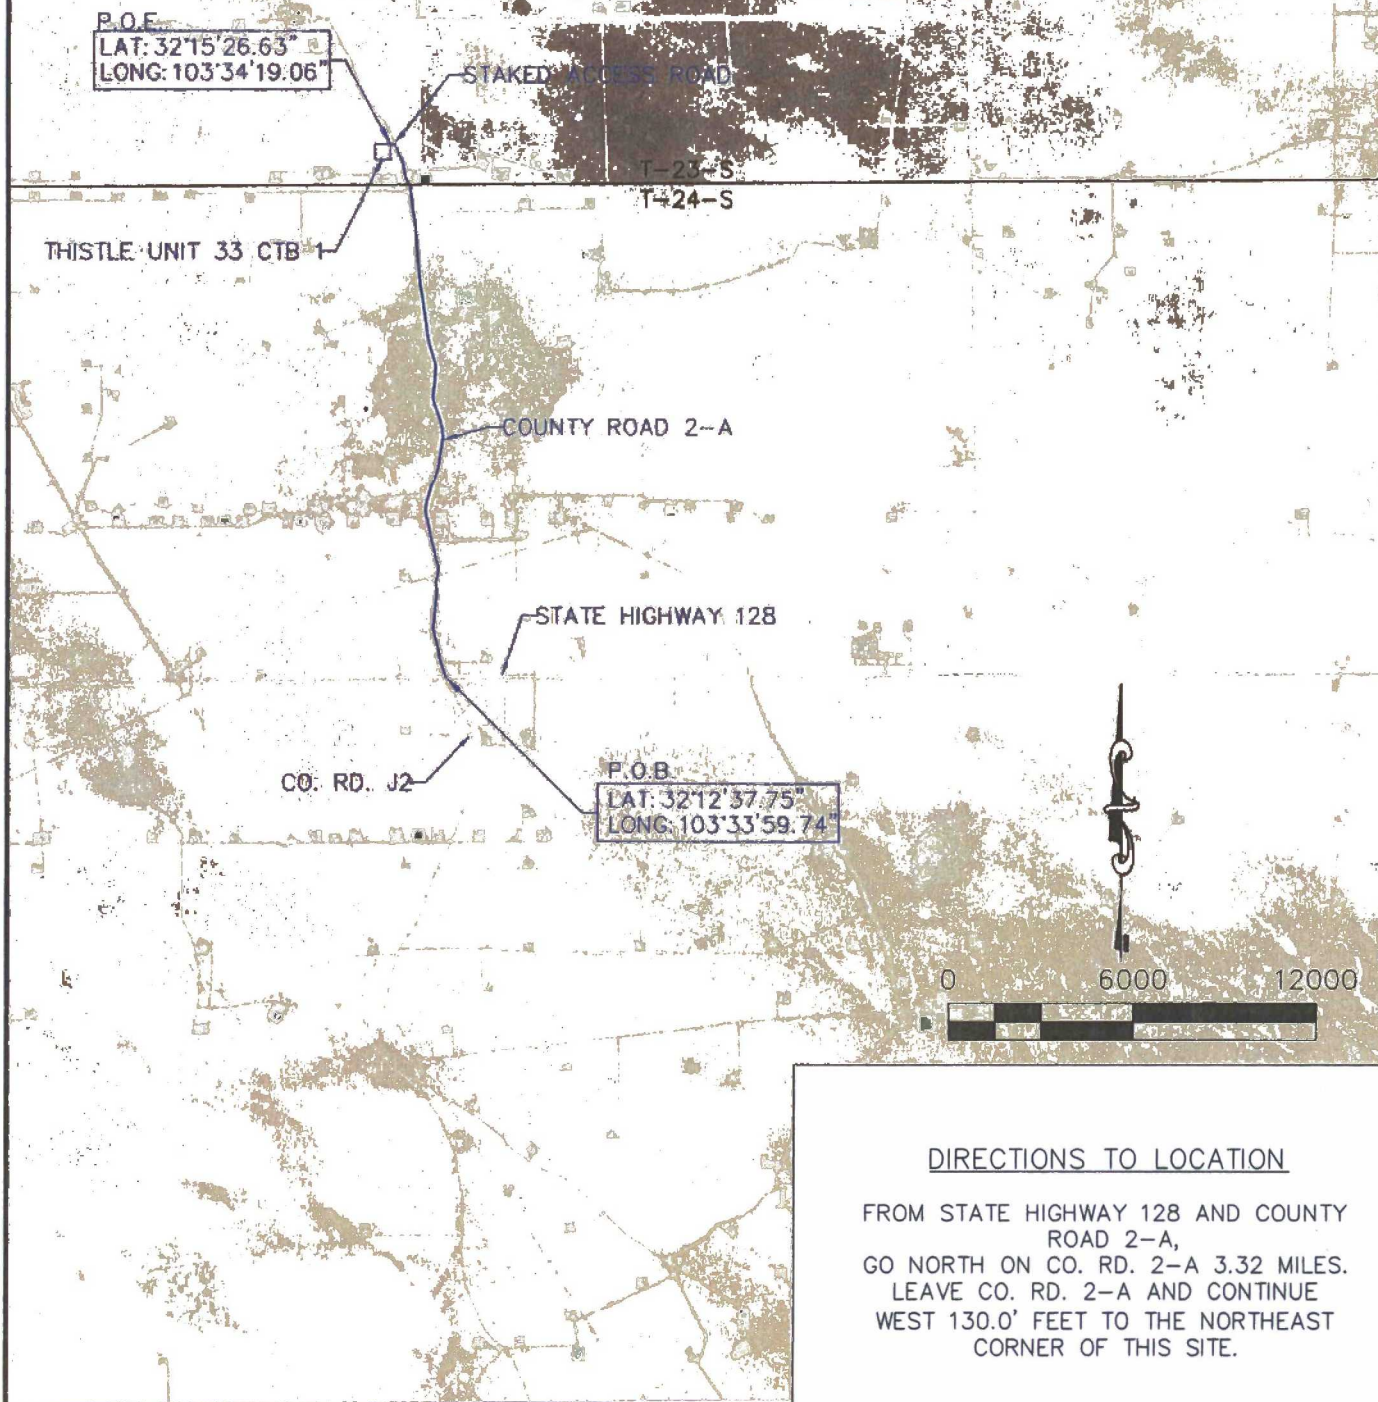 P.O.E.
LAT: 32°15'26.63"
LONG: 103°34'19.06"
STAKED ACCESS ROAD
T-23-S
T-24-S
THISTLE UNIT 33 CTB 1
COUNTY ROAD 2-A
STATE HIGHWAY 128
CO. RD. J2
P.O.B.
LAT: 32°12'37.75"
LONG: 103°33'59.74"
0 6000 12000
DIRECTIONS TO LOCATION
FROM STATE HIGHWAY 128 AND COUNTY
ROAD 2-A,
GO NORTH ON CO. RD. 2-A 3.32 MILES.
LEAVE CO. RD. 2-A AND CONTINUE
WEST 130.0' FEET TO THE NORTHEAST
CORNER OF THIS SITE.